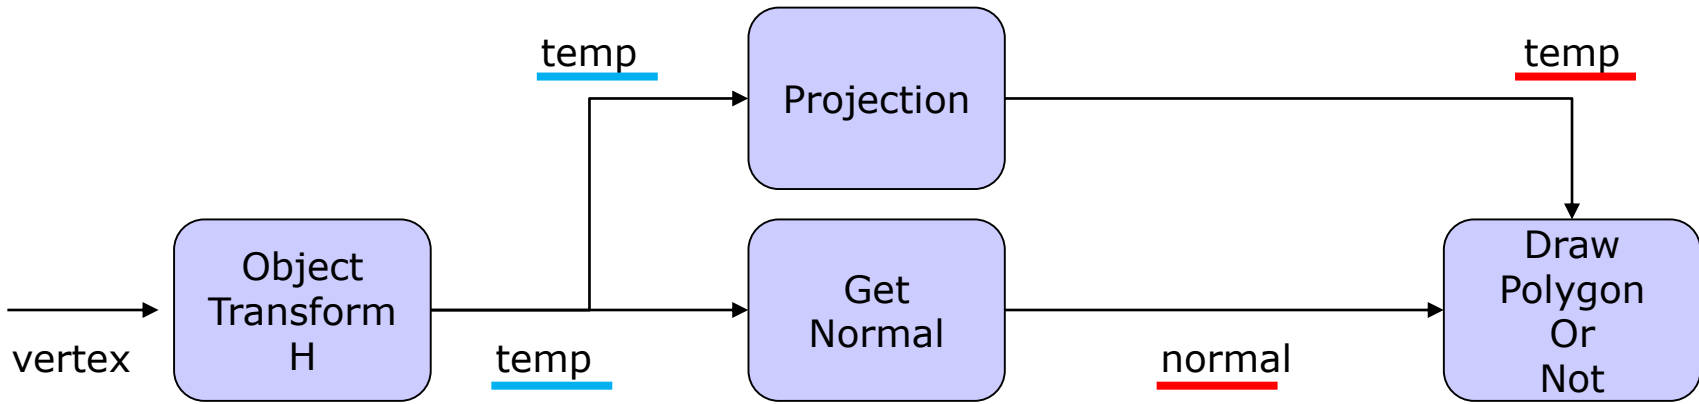 temp
Projection
temp
vertex
Object
Transform
H
temp
Get
Normal
normal
Draw
Polygon
Or
Not